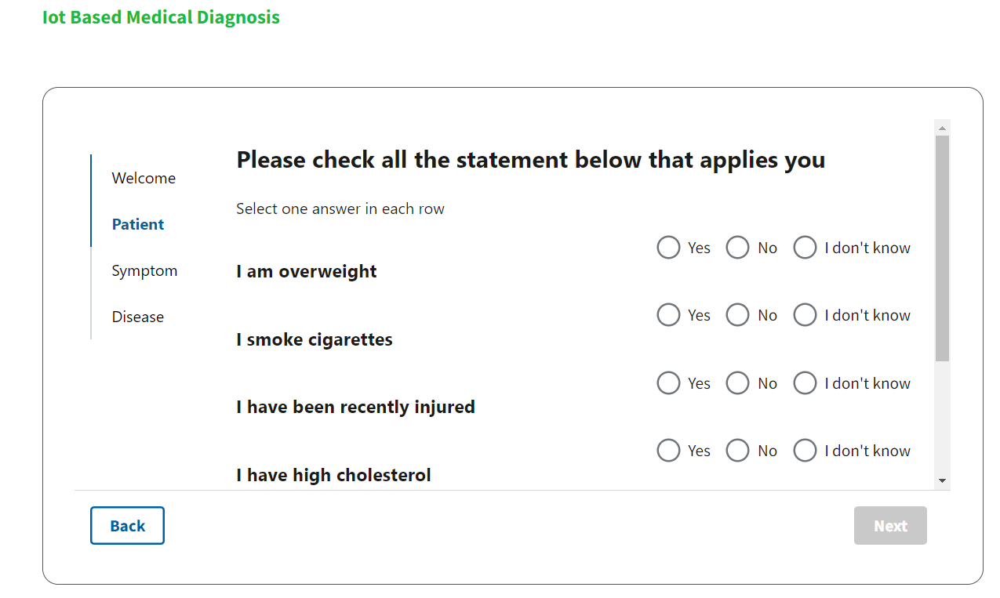 Iot Based Medical Diagnosis
Welcome
Patient
Symptom
Disease
Please check all the statement below that applies you
Select one answer in each row
Yes No I don't know
I am overweight
Yes No I don't know
I smoke cigarettes
Yes No I don't know
I have been recently injured
Yes No I don't know
I have high cholesterol
Back Next